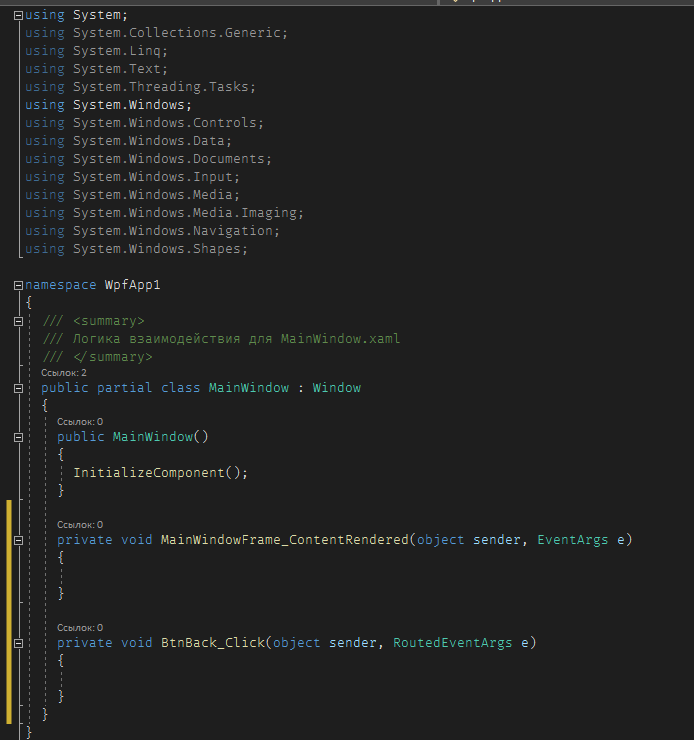 using System;
using System.Collections.Generic;
using System.Linq;
using System.Text;
using System.Threading.Tasks;
using System.Windows;
using System.Windows.Controls;
using System.Windows.Data;
using System.Windows.Documents;
using System.Windows.Input;
using System.Windows.Media;
using System.Windows.Media.Imaging;
using System.Windows.Navigation;
using System.Windows.Shapes;
namespace WpfApp1
{
/// <summary>
/// Логика взаимодействия для MainWindow.xaml
/// </summary>
Ссылок: 2
public partial class MainWindow : Window
{
Ссылок: 0
public MainWindow()
{
InitializeComponent();
}
Ссылок: 0
private void MainWindowFrame_ContentRendered(object sender, EventArgs e)
{
}
Ссылок: 0
private void BtnBack_Click(object sender, RoutedEventArgs e)
{
}
}
}